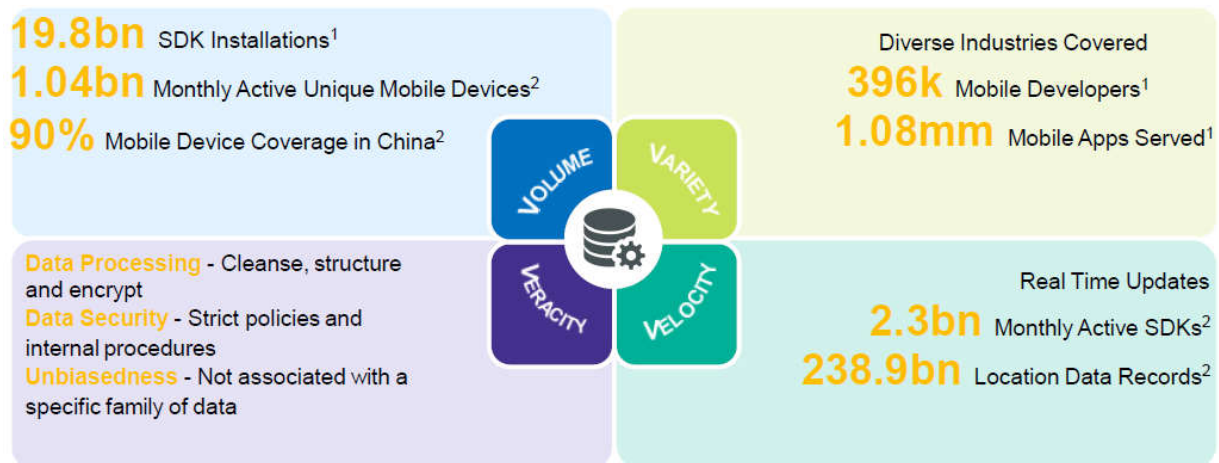 19.8bn SDK Installations¹
1.04bn Monthly Active Unique Mobile Devices²
90% Mobile Device Coverage in China²
Diverse Industries Covered
396k Mobile Developers¹
1.08mm Mobile Apps Served¹
VOLUME
VARIETY
VERACITY
VELOCITY
Data Processing - Cleanse, structure
and encrypt
Data Security - Strict policies and
internal procedures
Unbiasedness - Not associated with a
specific family of data
Real Time Updates
2.3bn Monthly Active SDKs²
238.9bn Location Data Records²